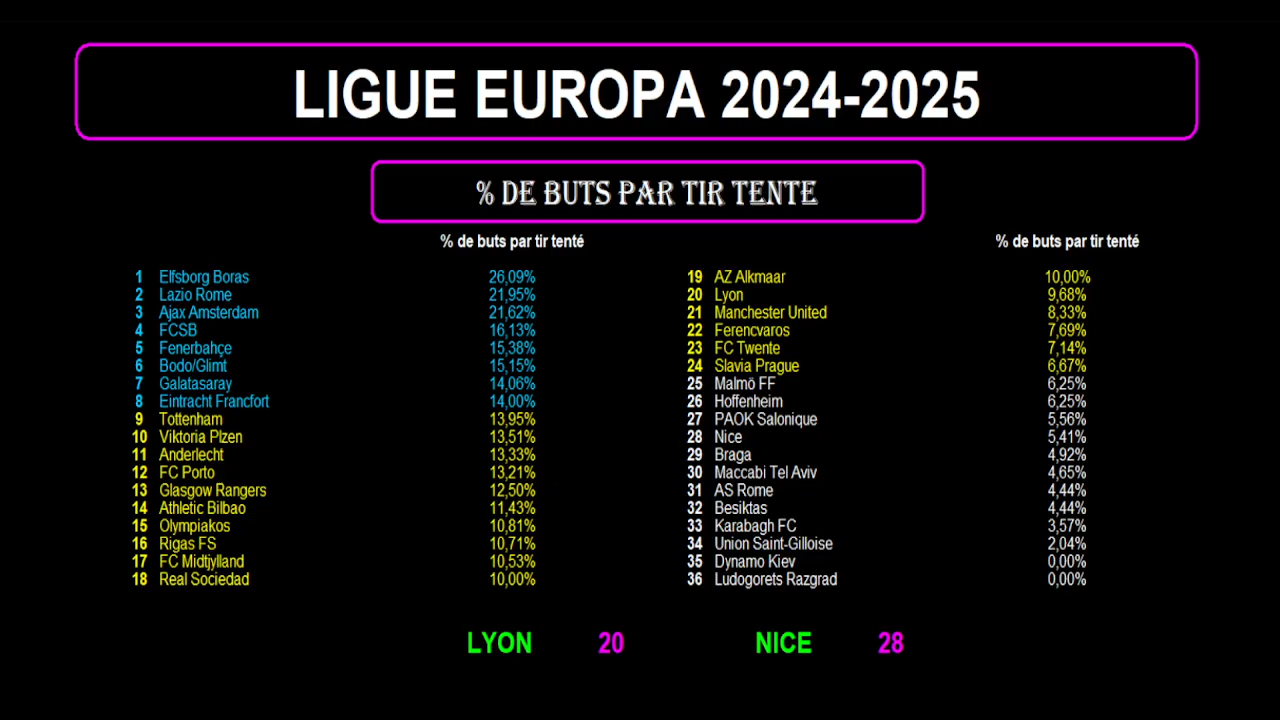 LIGUE EUROPA 2024-2025
% DE BUTS PAR TIR TENTE
% de buts par tir tenté % de buts par tir tenté
1 Elfsborg Boras 26,09% 19 AZ Alkmaar 10,00%
2 Lazio Rome 21,95% 20 Lyon 9,68%
3 Ajax Amsterdam 21,62% 21 Manchester United 8,33%
4 FCSB 16,13% 22 Ferencvaros 7,69%
5 Fenerbahçe 15,38% 23 FC Twente 7,14%
6 Bodo/Glimt 15,15% 24 Slavia Prague 6,67%
7 Galatasaray 14,06% 25 Malmö FF 6,25%
8 Eintracht Francfort 14,00% 26 Hoffenheim 6,25%
9 Tottenham 13,95% 27 PAOK Salonique 5,56%
10 Viktoria Plzen 13,51% 28 Nice 5,41%
11 Anderlecht 13,33% 29 Braga 4,92%
12 FC Porto 13,21% 30 Maccabi Tel Aviv 4,65%
13 Glasgow Rangers 12,50% 31 AS Rome 4,44%
14 Athletic Bilbao 11,43% 32 Besiktas 4,44%
15 Olympiakos 10,81% 33 Karabagh FC 3,57%
16 Rigas FS 10,71% 34 Union Saint-Gilloise 2,04%
17 FC Midtjylland 10,53% 35 Dynamo Kiev 0,00%
18 Real Sociedad 10,00% 36 Ludogorets Razgrad 0,00%
LYON 20 NICE 28